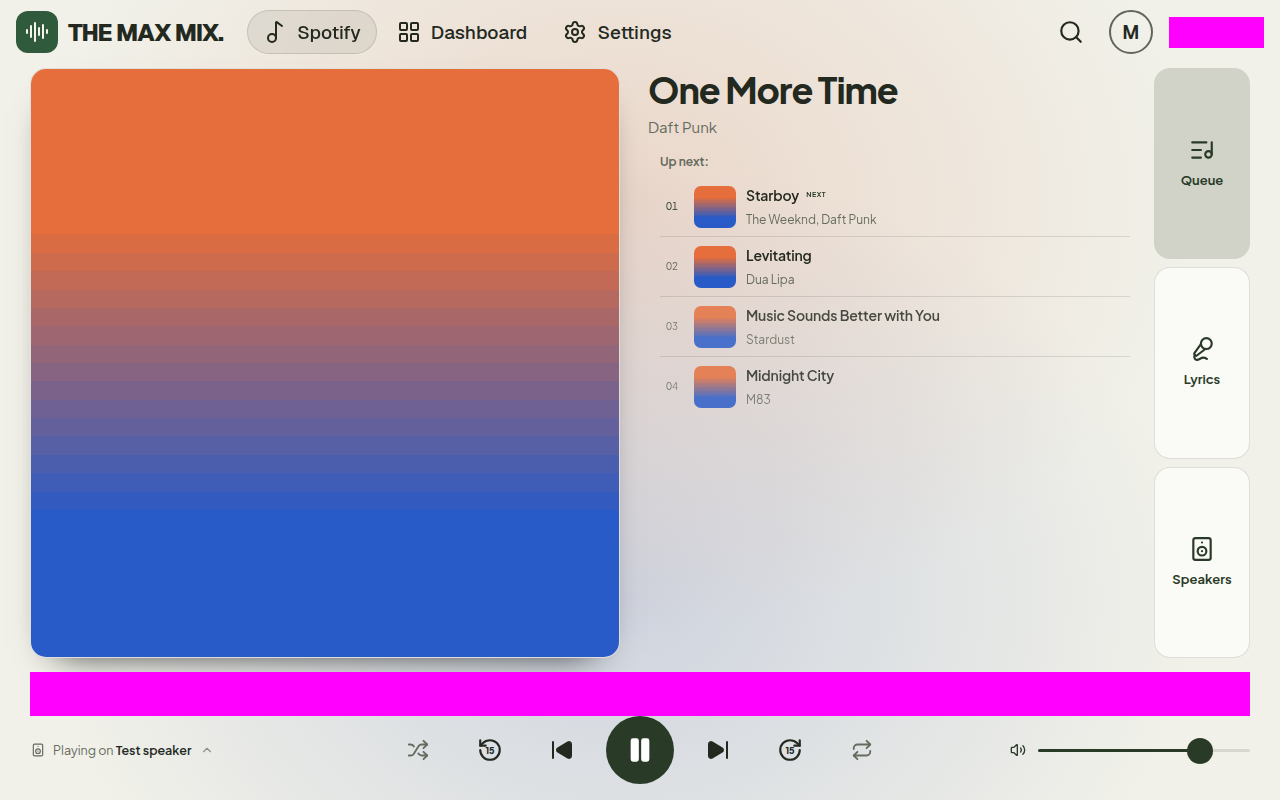 THE MAX MIX.
Spotify
Dashboard
Settings
M
One More Time
Daft Punk
Up next:
01
Starboy NEXT
The Weeknd, Daft Punk
02
Levitating
Dua Lipa
03
Music Sounds Better with You
Stardust
04
Midnight City
M83
Queue
Lyrics
Speakers
Playing on Test speaker
15
15